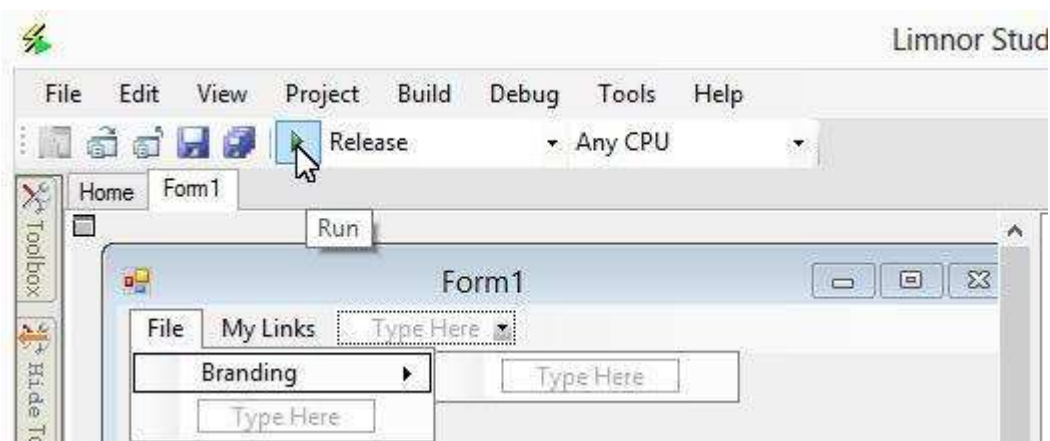 Limnor Stud
File Edit View Project Build Debug Tools Help
Release Any CPU
Home Form1
Run
Toolbox
Form1
File My Links Type Here
Branding Type Here
Type Here
Hide To